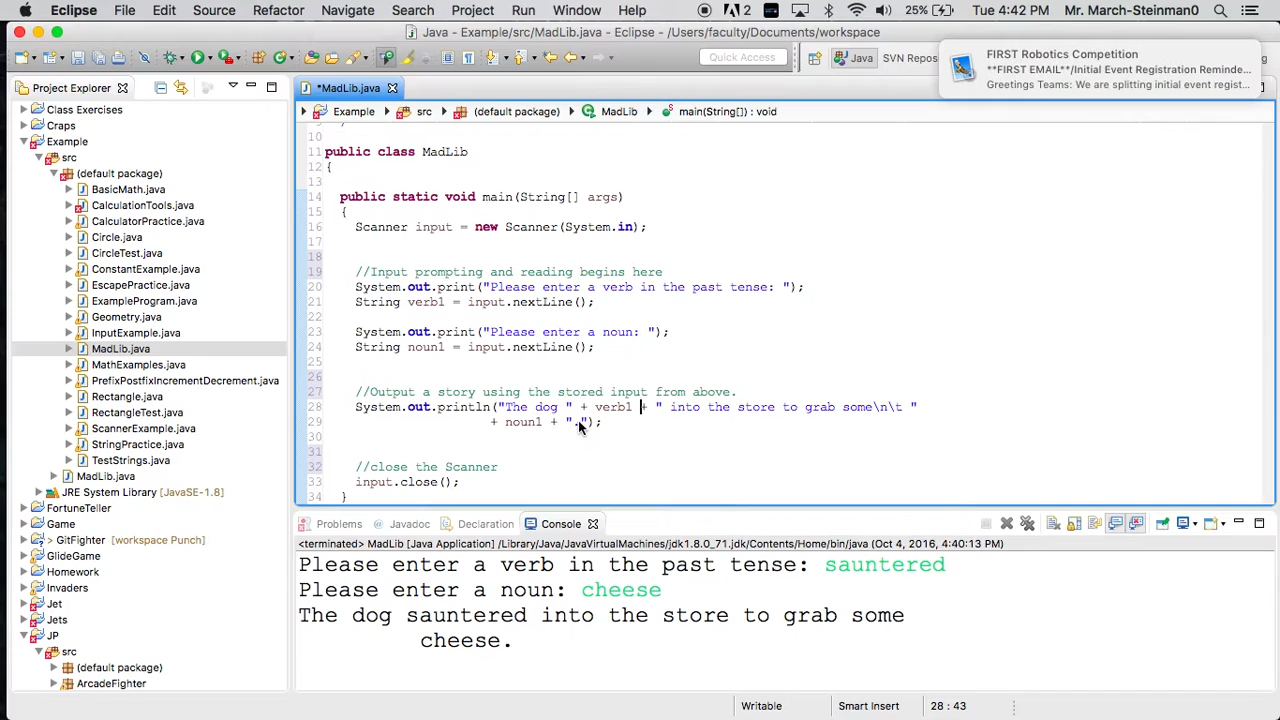 Eclipse File Edit Source Refactor Navigate Search Project Run Window Help 2 25% Tue 4:42 PM Mr. March-Steinman0
Java - Example/src/MadLib.java - Eclipse - /Users/faculty/Documents/workspace
Quick Access Java SVN Repos
FIRST Robotics Competition
**FIRST EMAIL**/Initial Event Registration Reminde...
Greetings Teams: We are splitting initial event regist...
Project Explorer
Class Exercises
Craps
Example
src
(default package)
BasicMath.java
CalculationTools.java
CalculatorPractice.java
Circle.java
CircleTest.java
ConstantExample.java
EscapePractice.java
ExampleProgram.java
Geometry.java
InputExample.java
MadLib.java
MathExamples.java
PrefixPostfixIncrementDecrement.java
Rectangle.java
RectangleTest.java
ScannerExample.java
StringPractice.java
TestStrings.java
MadLib.java
JRE System Library [JavaSE-1.8]
FortuneTeller
Game
> GitFighter [workspace Punch]
GlideGame
Homework
Invaders
Jet
Jets
JP
src
(default package)
ArcadeFighter
*MadLib.java
Example src (default package) MadLib main(String[]) : void
10
11 public class MadLib
12 {
13
14 public static void main(String[] args)
15 {
16 Scanner input = new Scanner(System.in);
17
18
19 //Input prompting and reading begins here
20 System.out.print("Please enter a verb in the past tense: ");
21 String verb1 = input.nextLine();
22
23 System.out.print("Please enter a noun: ");
24 String noun1 = input.nextLine();
25
26
27 //Output a story using the stored input from above.
28 System.out.println("The dog " + verb1 + " into the store to grab some\n\t "
29 + noun1 + ".");
30
31
32 //close the Scanner
33 input.close();
34 }
Problems Javadoc Declaration Console
<terminated> MadLib [Java Application] /Library/Java/JavaVirtualMachines/jdk1.8.0_71.jdk/Contents/Home/bin/java (Oct 4, 2016, 4:40:13 PM)
Please enter a verb in the past tense: sauntered
Please enter a noun: cheese
The dog sauntered into the store to grab some
cheese.
Writable Smart Insert 28 : 43